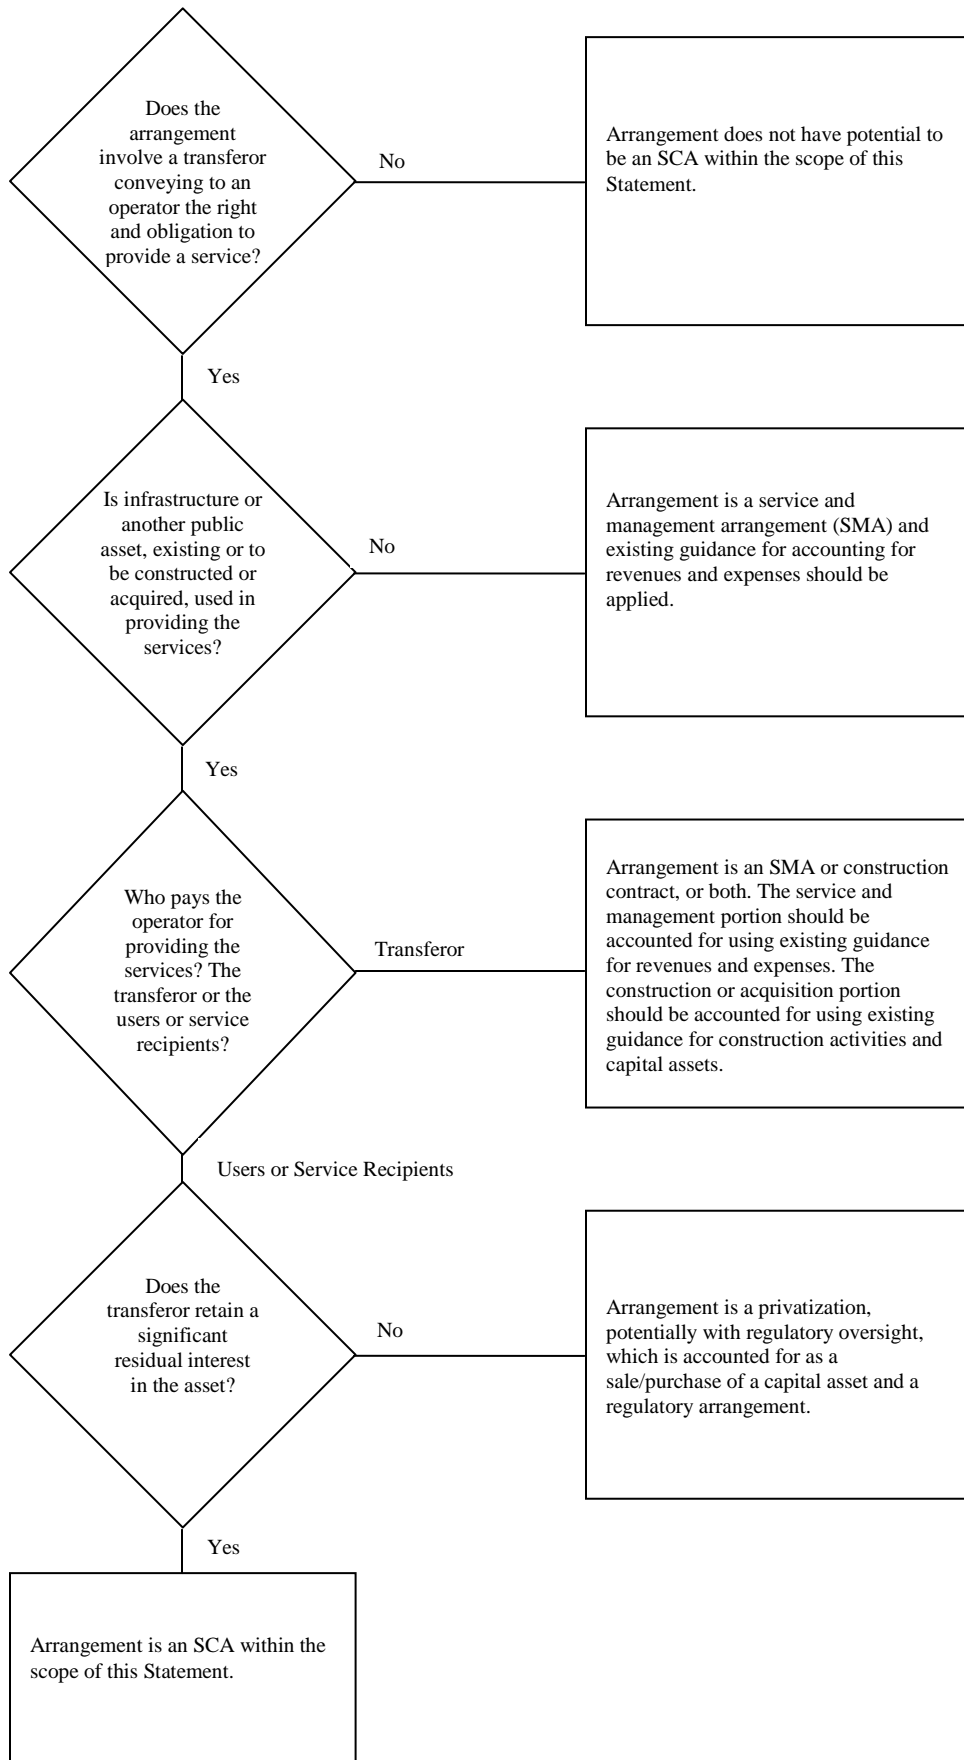 Does the
arrangement
involve a transferor
conveying to an
operator the right
and obligation to
provide a service?
No
Arrangement does not have potential to
be an SCA within the scope of this
Statement.
Yes
Is infrastructure or
another public
asset, existing or to
be constructed or
acquired, used in
providing the
services?
No
Arrangement is a service and
management arrangement (SMA) and
existing guidance for accounting for
revenues and expenses should be
applied.
Yes
Who pays the
operator for
providing the
services? The
transferor or the
users or service
recipients?
Transferor
Arrangement is an SMA or construction
contract, or both. The service and
management portion should be
accounted for using existing guidance
for revenues and expenses. The
construction or acquisition portion
should be accounted for using existing
guidance for construction activities and
capital assets.
Users or Service Recipients
Does the
transferor retain a
significant
residual interest
in the asset?
No
Arrangement is a privatization,
potentially with regulatory oversight,
which is accounted for as a
sale/purchase of a capital asset and a
regulatory arrangement.
Yes
Arrangement is an SCA within the
scope of this Statement.